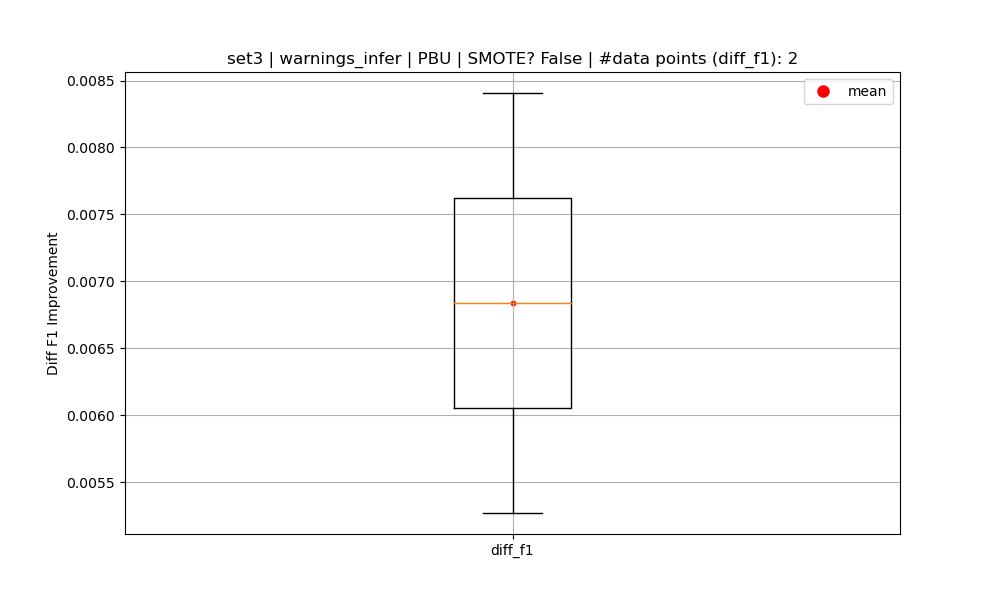 set3 | warnings_infer | PBU | SMOTE? False | #data points (diff_f1): 2
mean
Diff F1 Improvement
0.0085
0.0080
0.0075
0.0070
0.0065
0.0060
0.0055
diff_f1